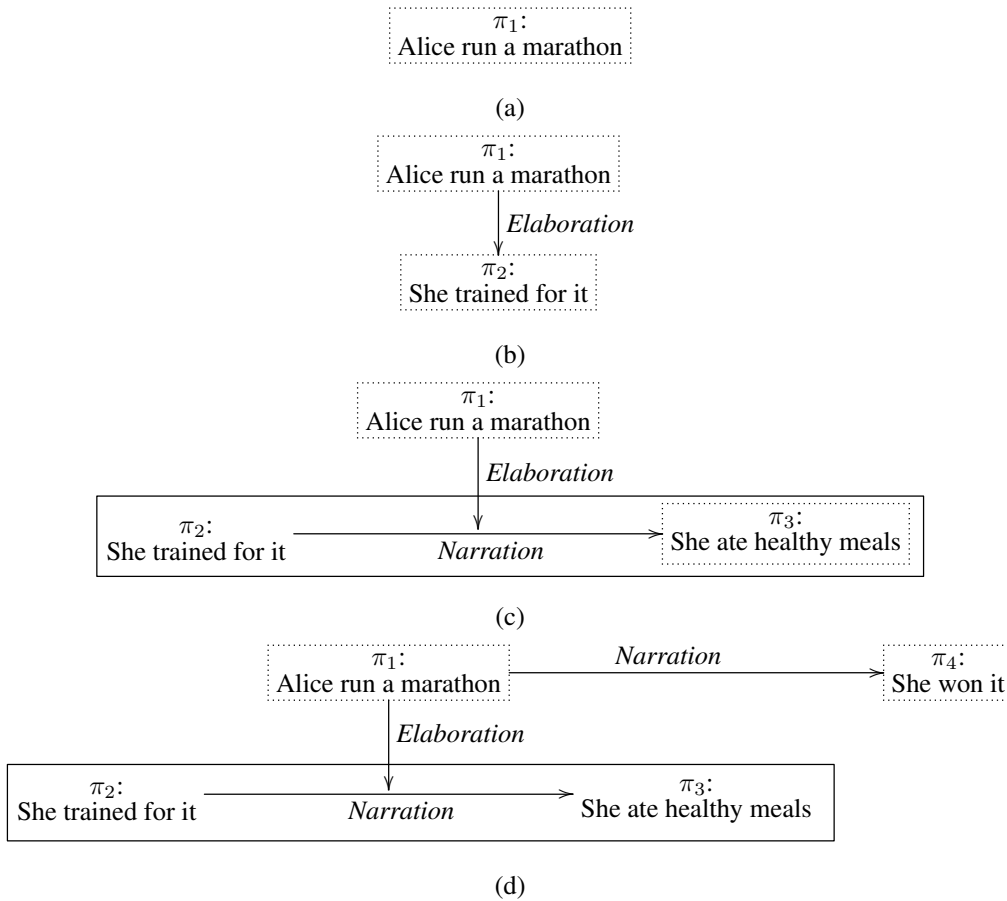 π₁:
Alice run a marathon
(a)
π₁:
Alice run a marathon
Elaboration
π₂:
She trained for it
(b)
π₁:
Alice run a marathon
Elaboration
π₂:
She trained for it
Narration
π₃:
She ate healthy meals
(c)
π₁:
Alice run a marathon
Narration
π₄:
She won it
Elaboration
π₂:
She trained for it
Narration
π₃:
She ate healthy meals
(d)